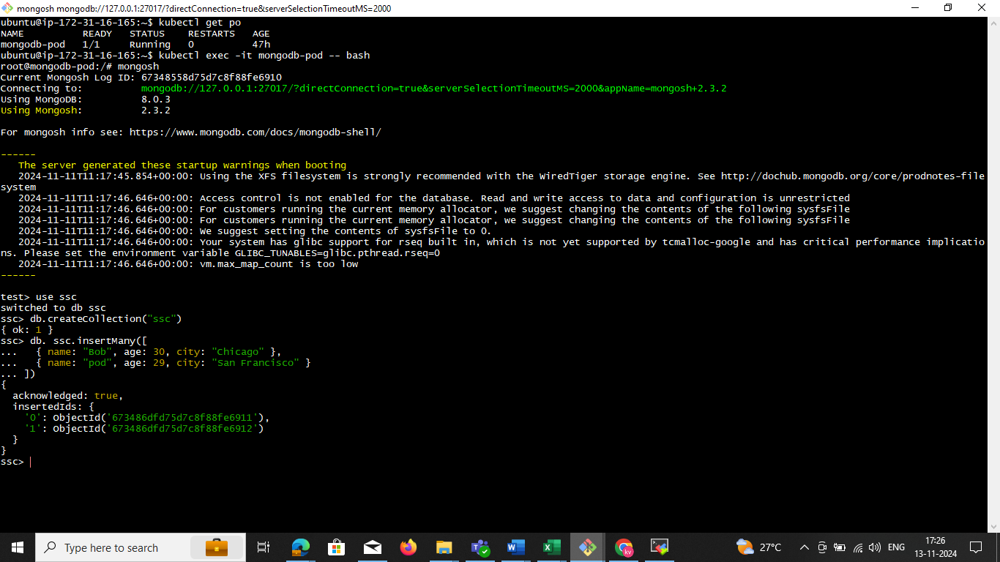 mongosh mongodb://127.0.0.1:27017/?directConnection=true&serverSelectionTimeoutMS=2000
ubuntu@ip-172-31-16-165:~$ kubectl get po
NAME          READY   STATUS    RESTARTS   AGE
mongodb-pod   1/1     Running   0          47h
ubuntu@ip-172-31-16-165:~$ kubectl exec -it mongodb-pod -- bash
root@mongodb-pod:/# mongosh
Current Mongosh Log ID: 67348558d75d7c8f88fe6910
Connecting to:          mongodb://127.0.0.1:27017/?directConnection=true&serverSelectionTimeoutMS=2000&appName=mongosh+2.3.2
Using MongoDB:          8.0.3
Using Mongosh:          2.3.2
For mongosh info see: https://www.mongodb.com/docs/mongodb-shell/
------
   The server generated these startup warnings when booting
   2024-11-11T11:17:45.854+00:00: Using the XFS filesystem is strongly recommended with the WiredTiger storage engine. See http://dochub.mongodb.org/core/prodnotes-file
system
   2024-11-11T11:17:46.646+00:00: Access control is not enabled for the database. Read and write access to data and configuration is unrestricted
   2024-11-11T11:17:46.646+00:00: For customers running the current memory allocator, we suggest changing the contents of the following sysfsFile
   2024-11-11T11:17:46.646+00:00: For customers running the current memory allocator, we suggest changing the contents of the following sysfsFile
   2024-11-11T11:17:46.646+00:00: We suggest setting the contents of sysfsFile to 0.
   2024-11-11T11:17:46.646+00:00: Your system has glibc support for rseq built in, which is not yet supported by tcmalloc-google and has critical performance implicatio
ns. Please set the environment variable GLIBC_TUNABLES=glibc.pthread.rseq=0
   2024-11-11T11:17:46.646+00:00: vm.max_map_count is too low
------
test> use ssc
switched to db ssc
ssc> db.createCollection("ssc")
{ ok: 1 }
ssc> db. ssc.insertMany([
...   { name: "Bob", age: 30, city: "Chicago" },
...   { name: "pod", age: 29, city: "San Francisco" }
... ])
{
  acknowledged: true,
  insertedIds: {
    '0': ObjectId('673486dfd75d7c8f88fe6911'),
    '1': ObjectId('673486dfd75d7c8f88fe6912')
  }
}
ssc>
Type here to search
27°C
ENG
17:26
13-11-2024